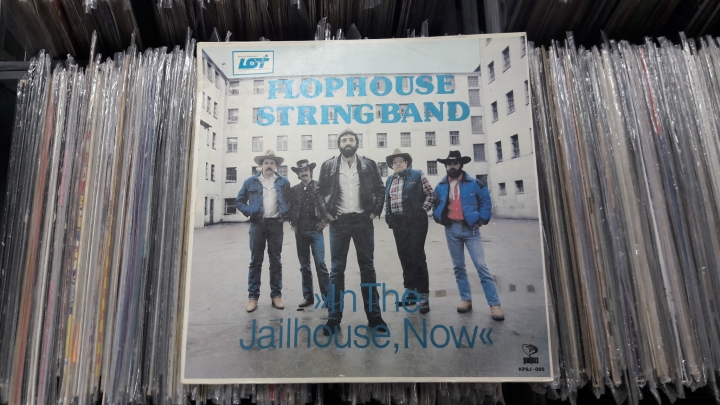 LOT
FLOPHOUSE
STRINGBAND
»In The
Jailhouse, Now«
KPSJ - 008